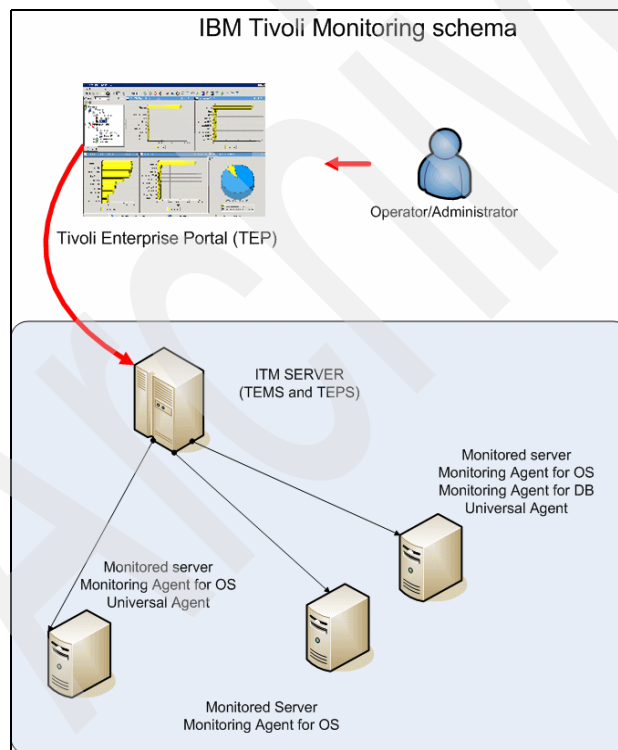 IBM Tivoli Monitoring schema
Operator/Administrator
Tivoli Enterprise Portal (TEP)
ITM SERVER
(TEMS and TEPS)
Monitored server
Monitoring Agent for OS
Monitoring Agent for DB
Universal Agent
Monitored server
Monitoring Agent for OS
Universal Agent
Monitored Server
Monitoring Agent for OS